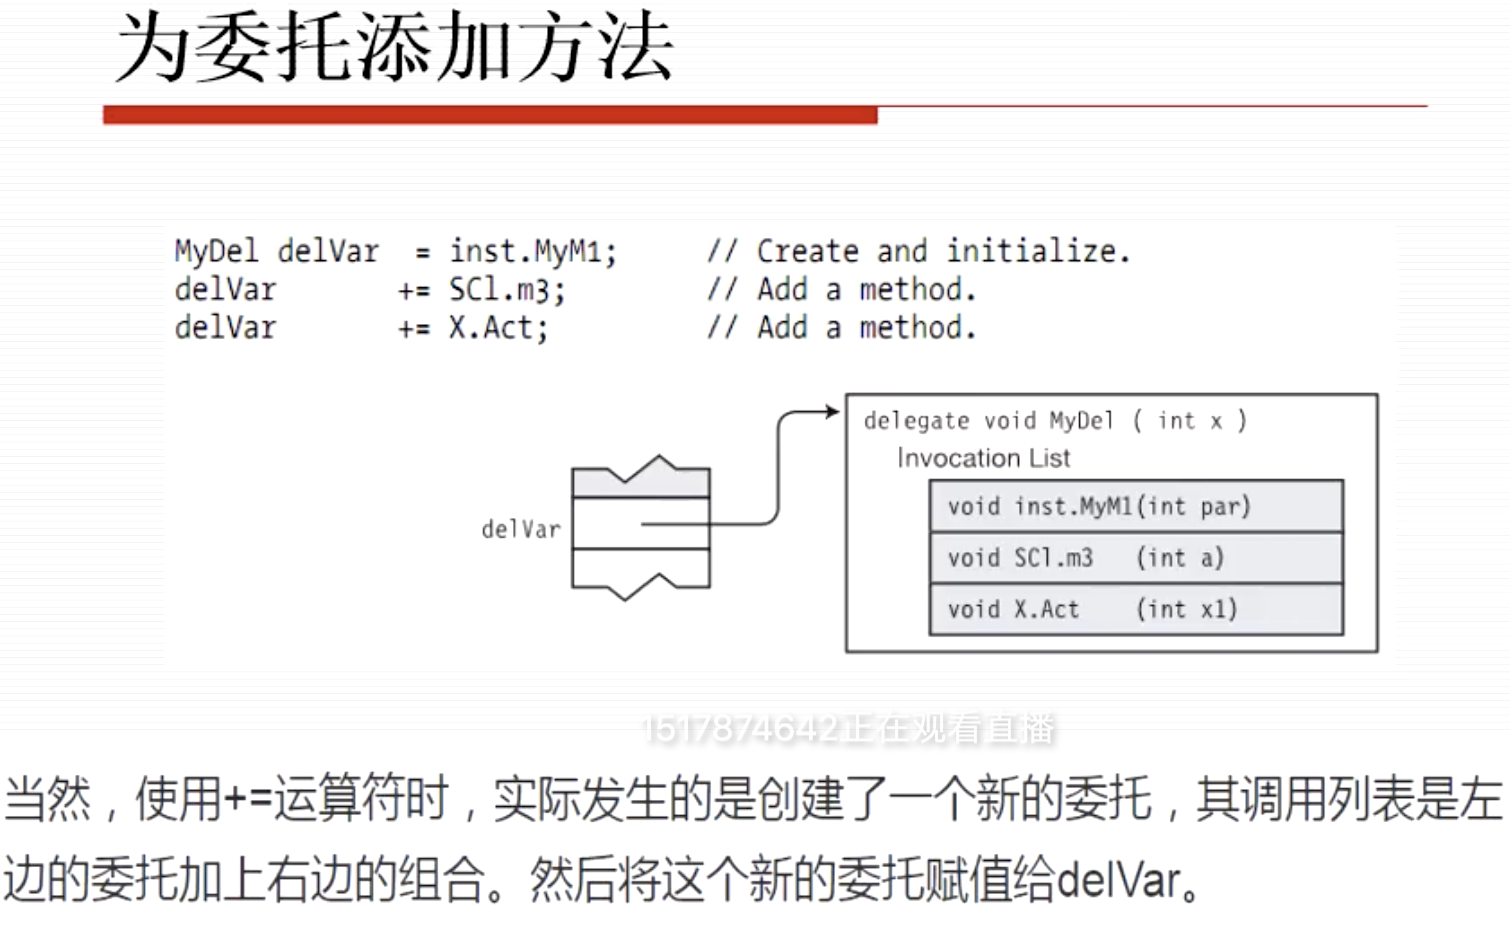 为委托添加方法
MyDel delVar = inst.MyM1; // Create and initialize.
delVar += SCl.m3; // Add a method.
delVar += X.Act; // Add a method.
delegate void MyDel ( int x )
Invocation List
void inst.MyM1(int par)
delVar
void SCl.m3 (int a)
void X.Act (int x1)
1517874642正在观看直播
当然，使用+=运算符时，实际发生的是创建了一个新的委托，其调用列表是左
边的委托加上右边的组合。然后将这个新的委托赋值给delVar。